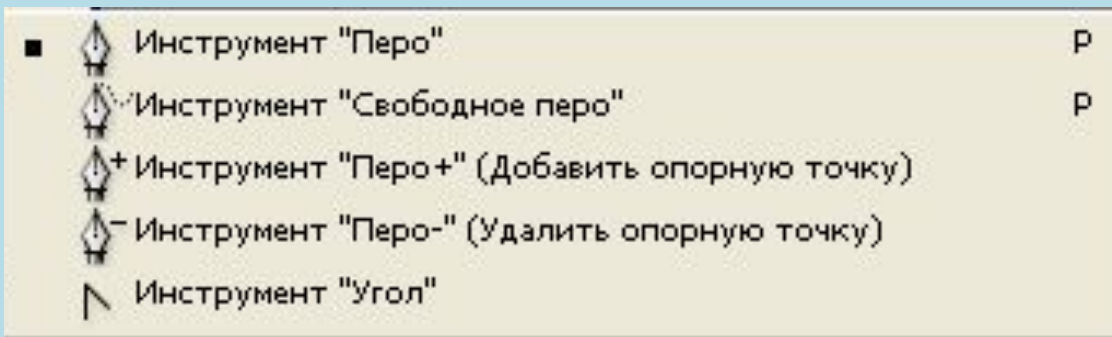 Инструмент "Перо" P
Инструмент "Свободное перо" P
Инструмент "Перо+" (Добавить опорную точку)
Инструмент "Перо-" (Удалить опорную точку)
Инструмент "Угол"